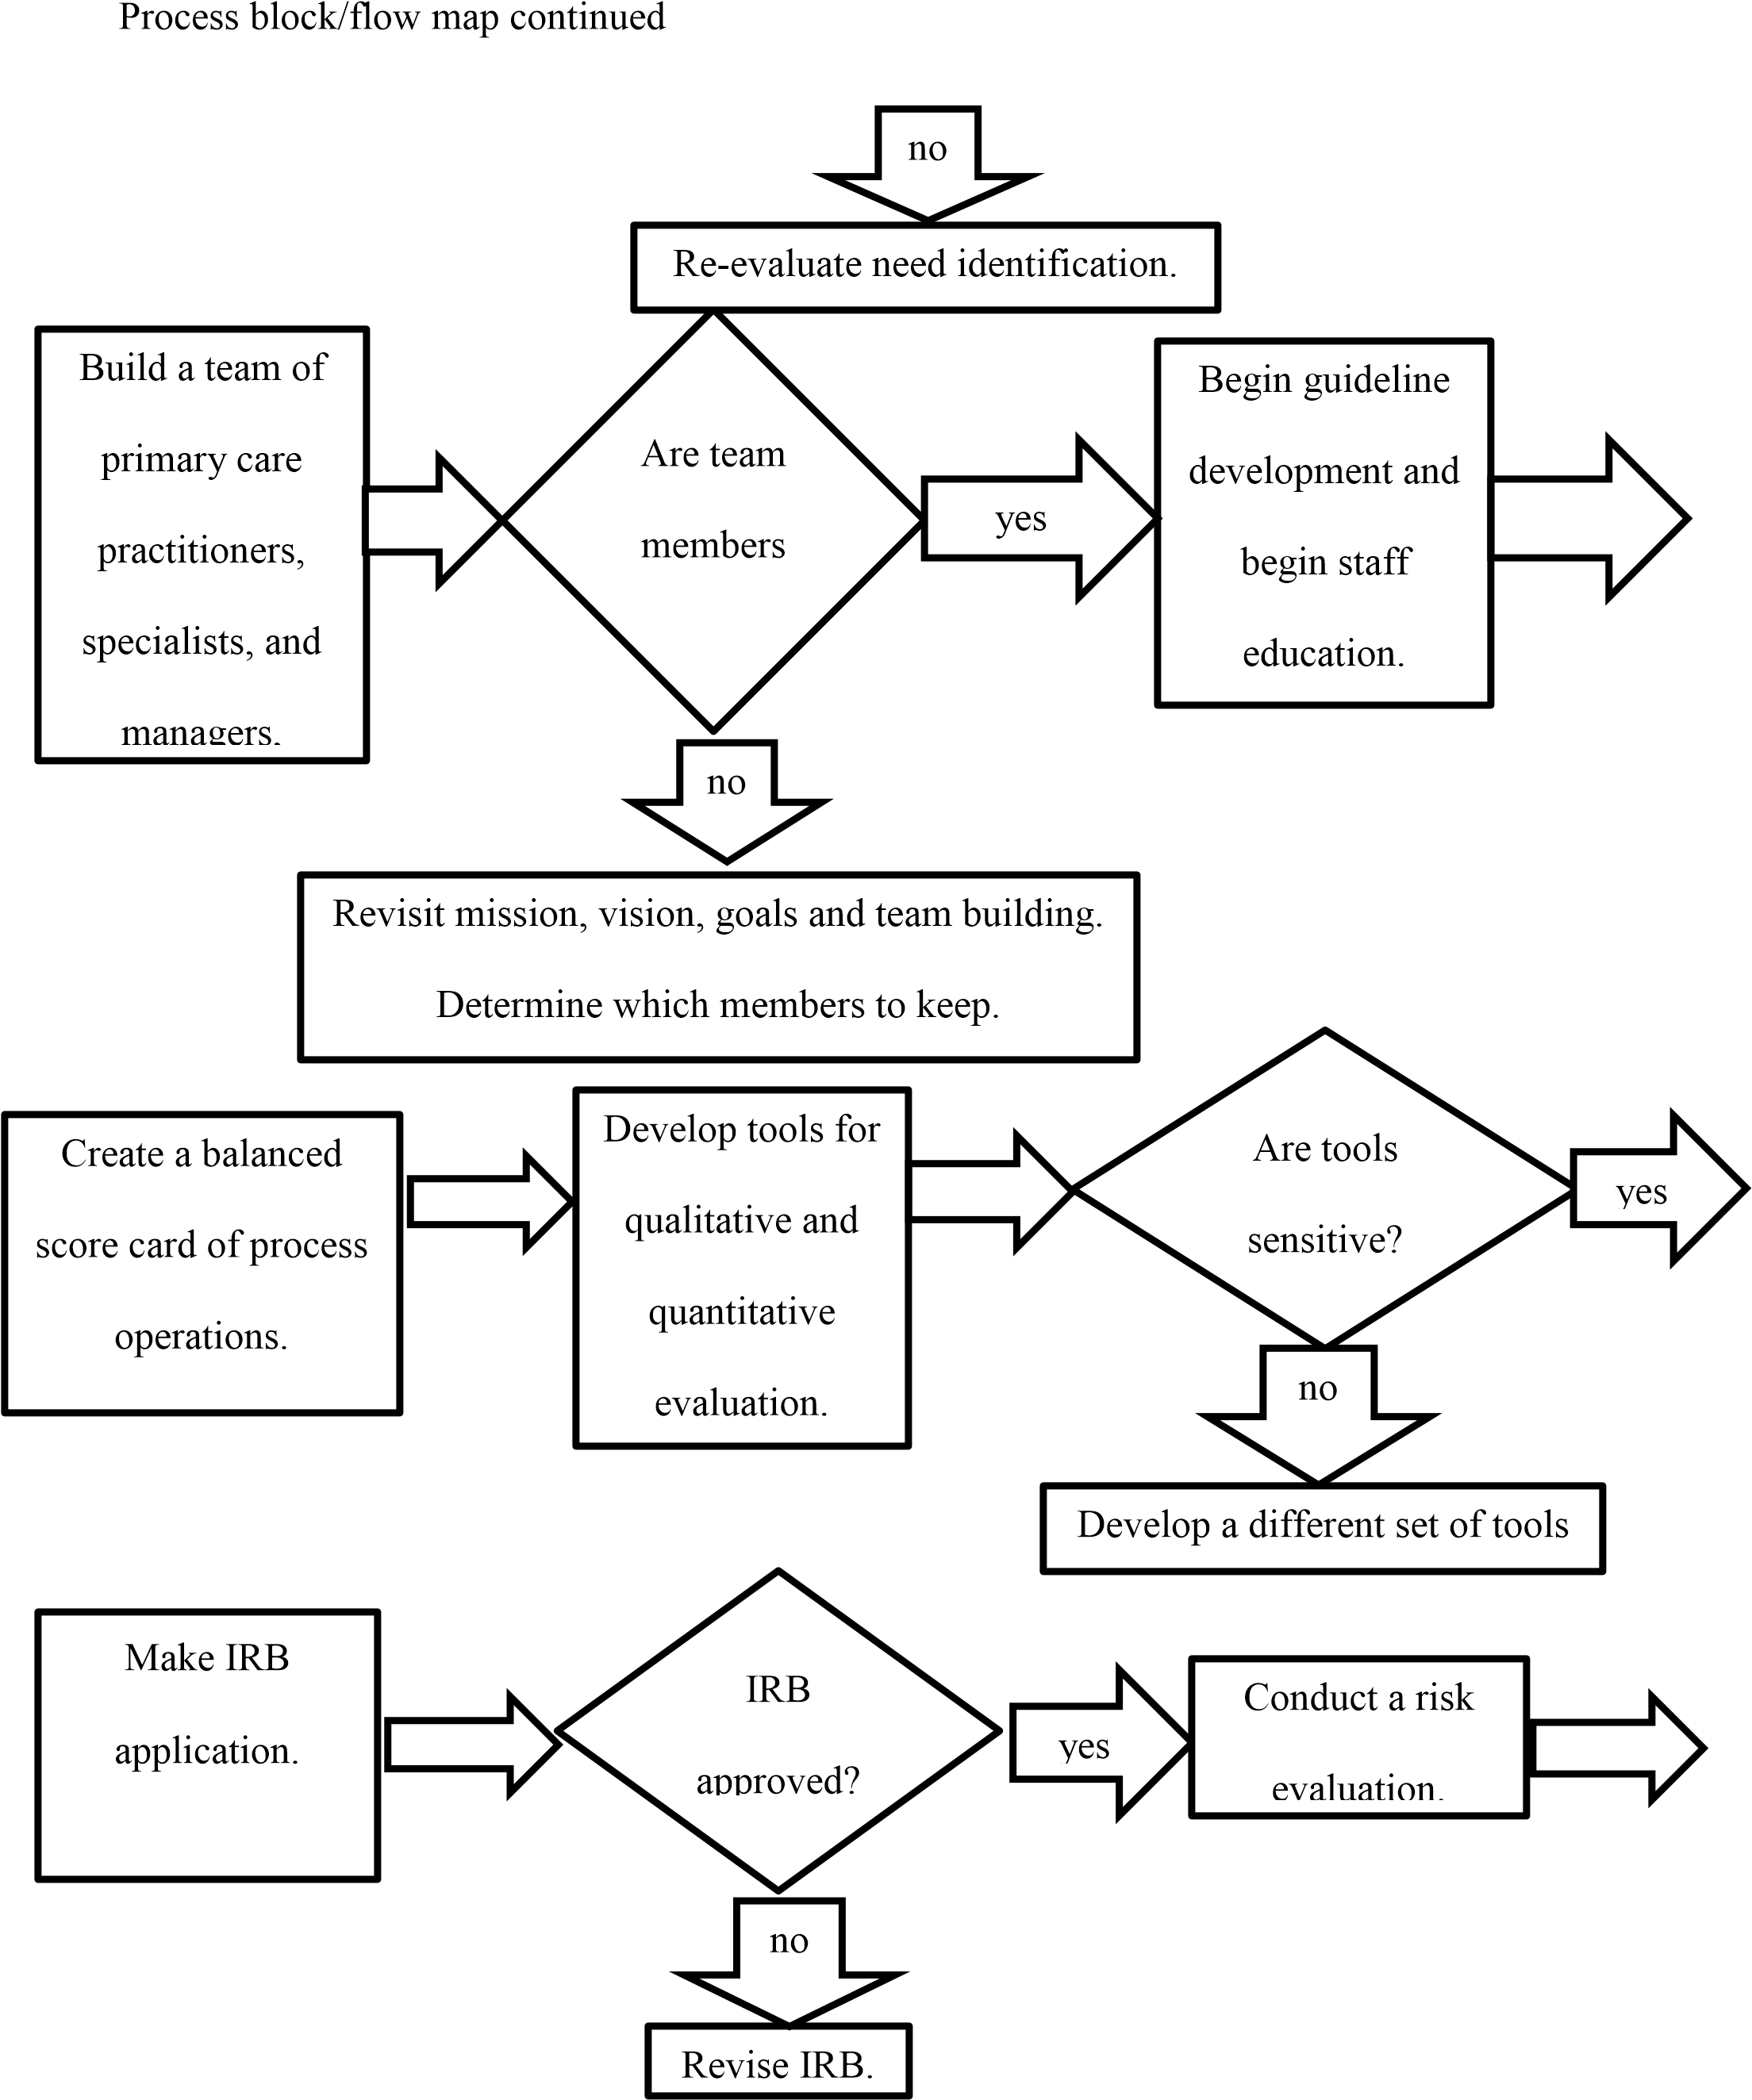 Process block/flow map continued
no
Re-evaluate need identification.
Build a team of
primary care
practitioners,
specialists, and
managers.
Are team
members
yes
Begin guideline
development and
begin staff
education.
no
Revisit mission, vision, goals and team building.
Determine which members to keep.
Create a balanced
score card of process
operations.
Develop tools for
qualitative and
quantitative
evaluation.
Are tools
sensitive?
yes
no
Develop a different set of tools
Make IRB
application.
IRB
approved?
yes
Conduct a risk
evaluation.
no
Revise IRB.